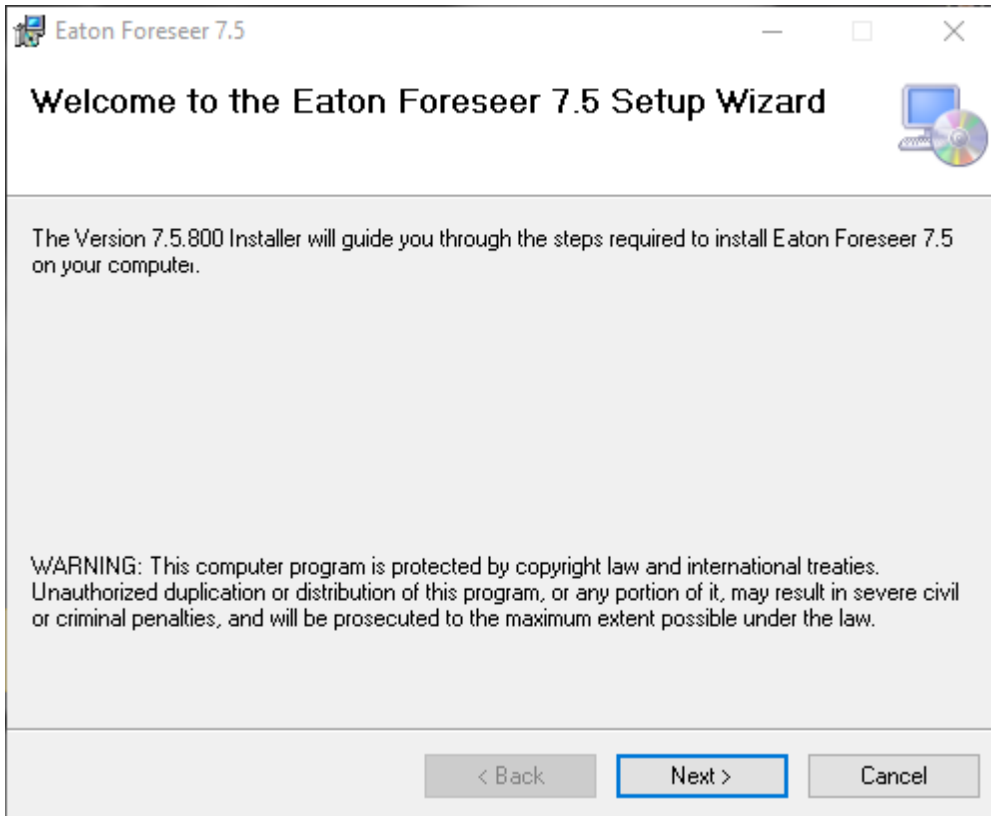 Eaton Foreseer 7.5
Welcome to the Eaton Foreseer 7.5 Setup Wizard
The Version 7.5.800 Installer will guide you through the steps required to install Eaton Foreseer 7.5
on your computer.
WARNING: This computer program is protected by copyright law and international treaties.
Unauthorized duplication or distribution of this program, or any portion of it, may result in severe civil
or criminal penalties, and will be prosecuted to the maximum extent possible under the law.
< Back Next > Cancel